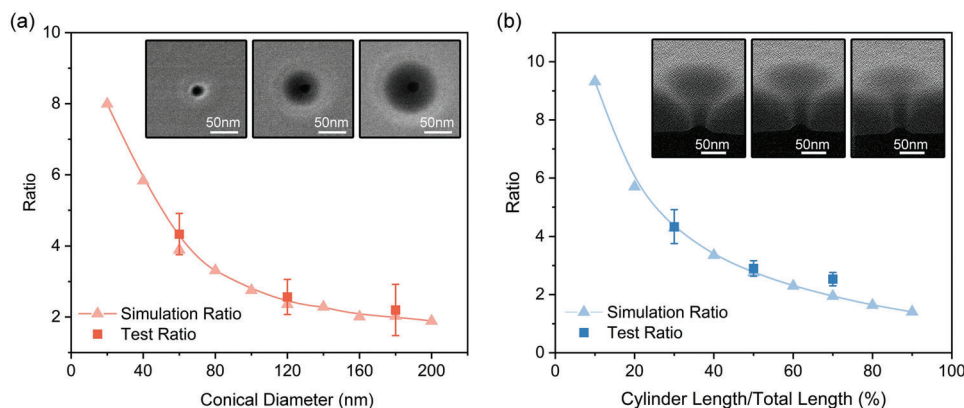 (a)
10
8
6
4
2
Ratio
50nm 50nm 50nm
Simulation Ratio
Test Ratio
0 40 80 120 160 200
Conical Diameter (nm)
(b)
10
8
6
4
2
0
Ratio
50nm 50nm 50nm
Simulation Ratio
Test Ratio
0 20 40 60 80 100
Cylinder Length/Total Length (%)